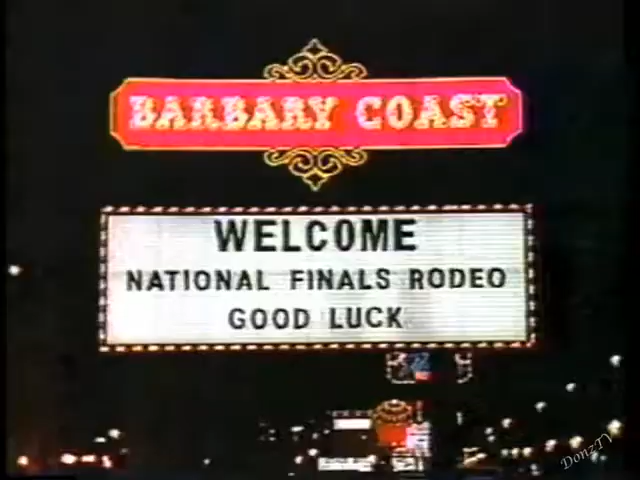 BARBARY COAST
WELCOME
NATIONAL FINALS RODEO
GOOD LUCK
DonzTV